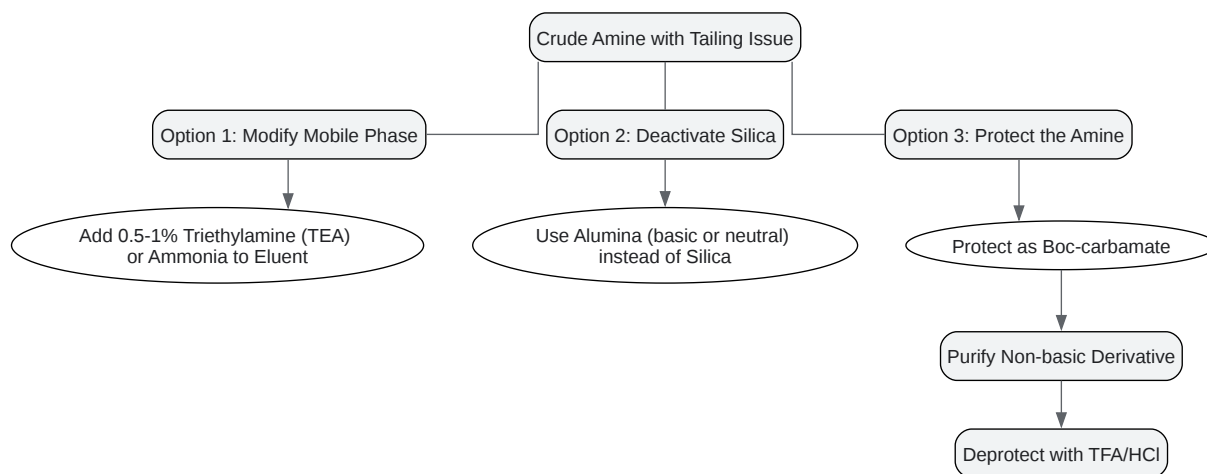 Crude Amine with Tailing Issue
Option 1: Modify Mobile Phase
Option 2: Deactivate Silica
Option 3: Protect the Amine
Add 0.5-1% Triethylamine (TEA)
or Ammonia to Eluent
Use Alumina (basic or neutral)
instead of Silica
Protect as Boc-carbamate
Purify Non-basic Derivative
Deprotect with TFA/HCl